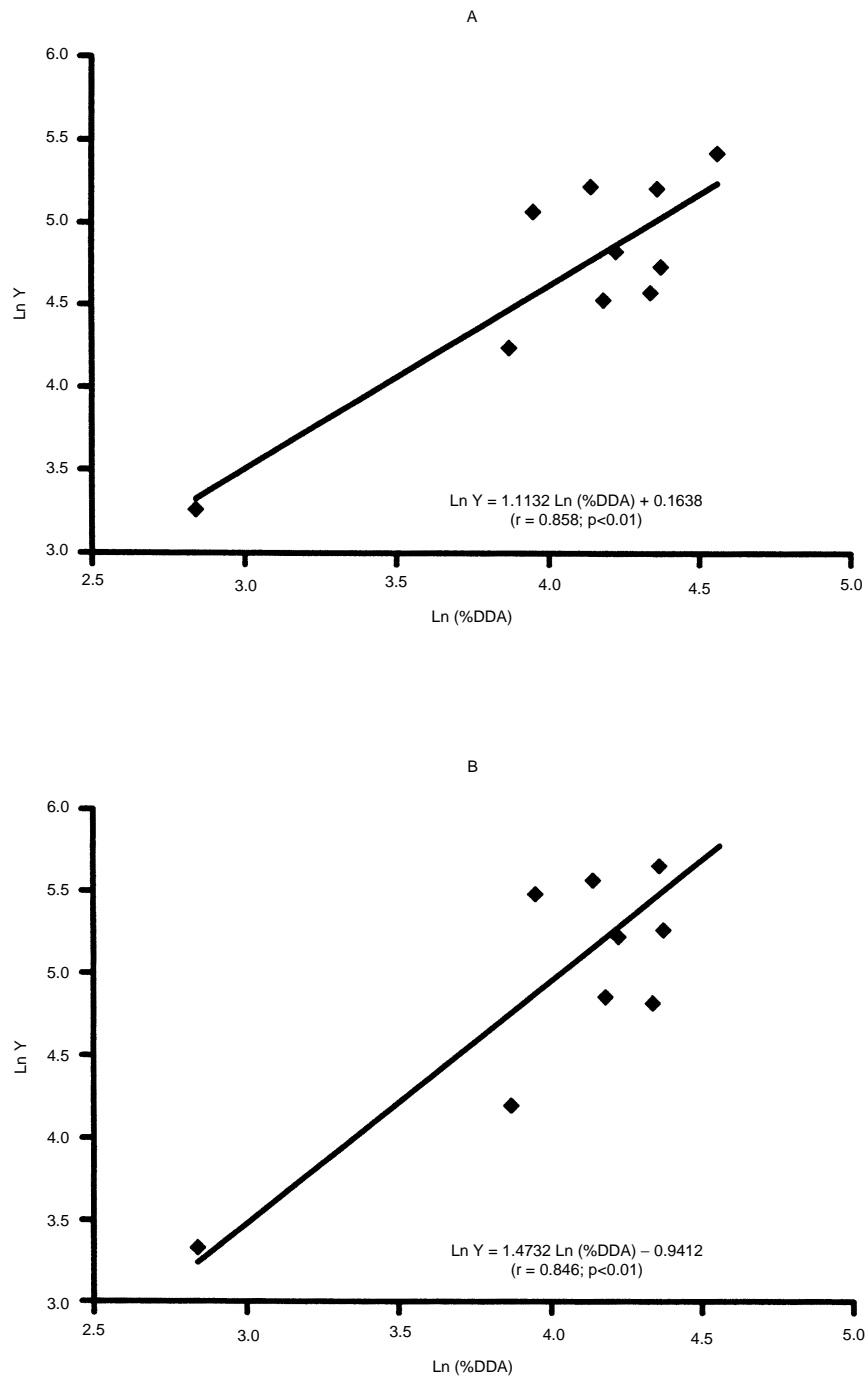 A
6.0
5.5
5.0
4.5
4.0
3.5
3.0
Ln Y
2.5 3.0 3.5 4.0 4.5 5.0
Ln (%DDA)
Ln Y = 1.1132 Ln (%DDA) + 0.1638
(r = 0.858; p<0.01)
B
6.0
5.5
5.0
4.5
4.0
3.5
3.0
Ln Y
2.5 3.0 3.5 4.0 4.5 5.0
Ln (%DDA)
Ln Y = 1.4732 Ln (%DDA) – 0.9412
(r = 0.846; p<0.01)